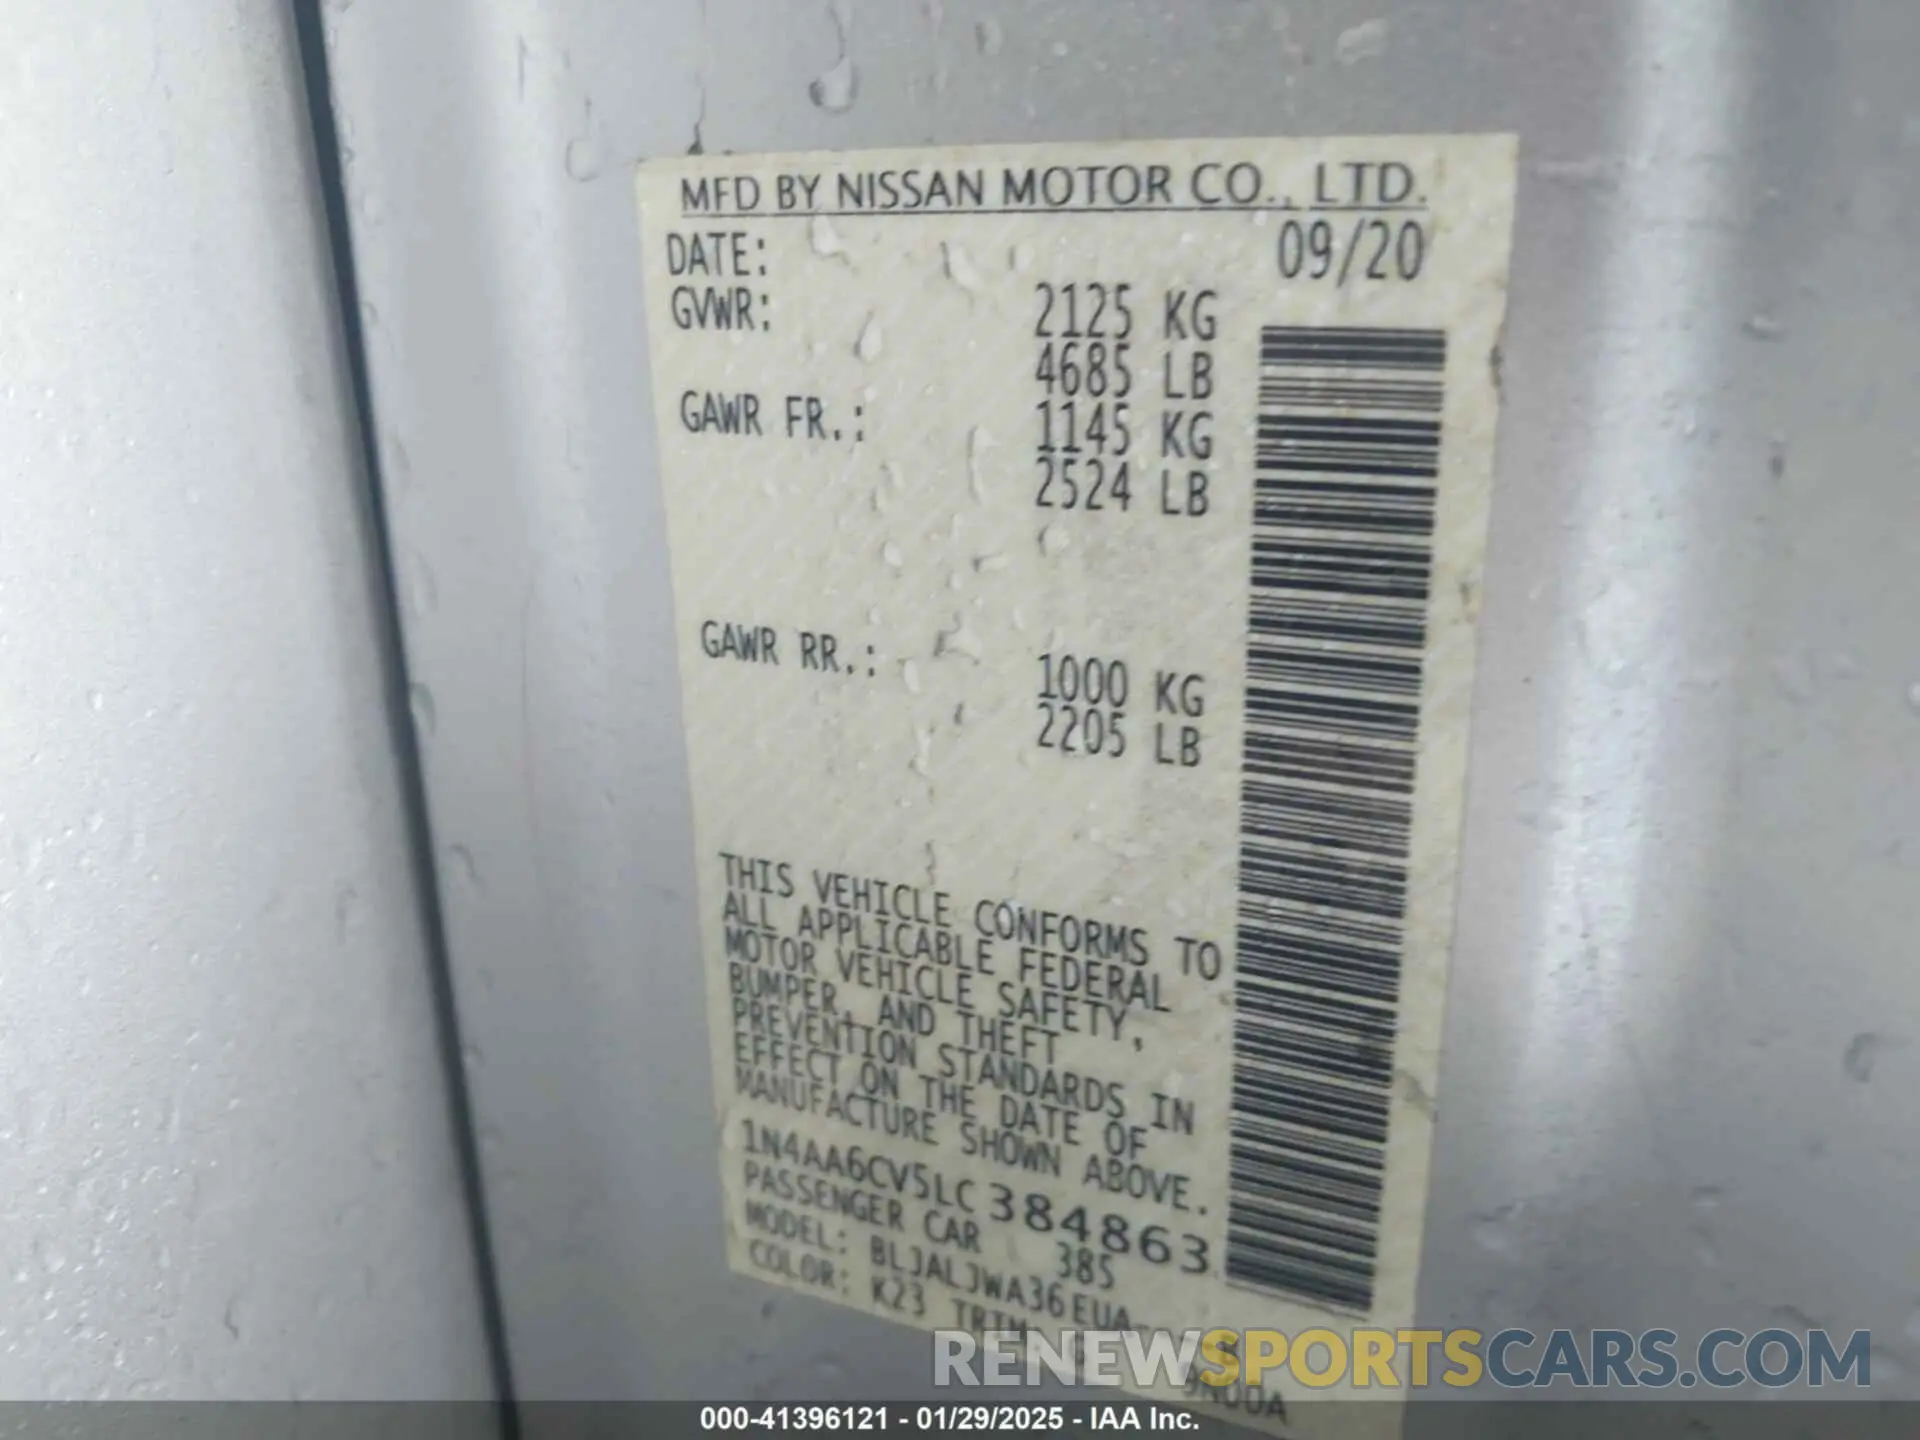 MFD BY NISSAN MOTOR CO., LTD.
DATE: 09/20
GVWR: 2125 KG
4685 LB
GAWR FR.: 1145 KG
2524 LB
GAWR RR.: 1000 KG
2205 LB
THIS VEHICLE CONFORMS TO
ALL APPLICABLE FEDERAL
MOTOR VEHICLE SAFETY,
BUMPER, AND THEFT
PREVENTION STANDARDS IN
EFFECT ON THE DATE OF
MANUFACTURE SHOWN ABOVE.
1N4AA6CV5LC384863
PASSENGER CAR 385
MODEL: BLJALJWA36EUA
COLOR: K23 TRIM:
RENEWSPORTSCARS.COM
000-41396121 - 01/29/2025 - IAA Inc.